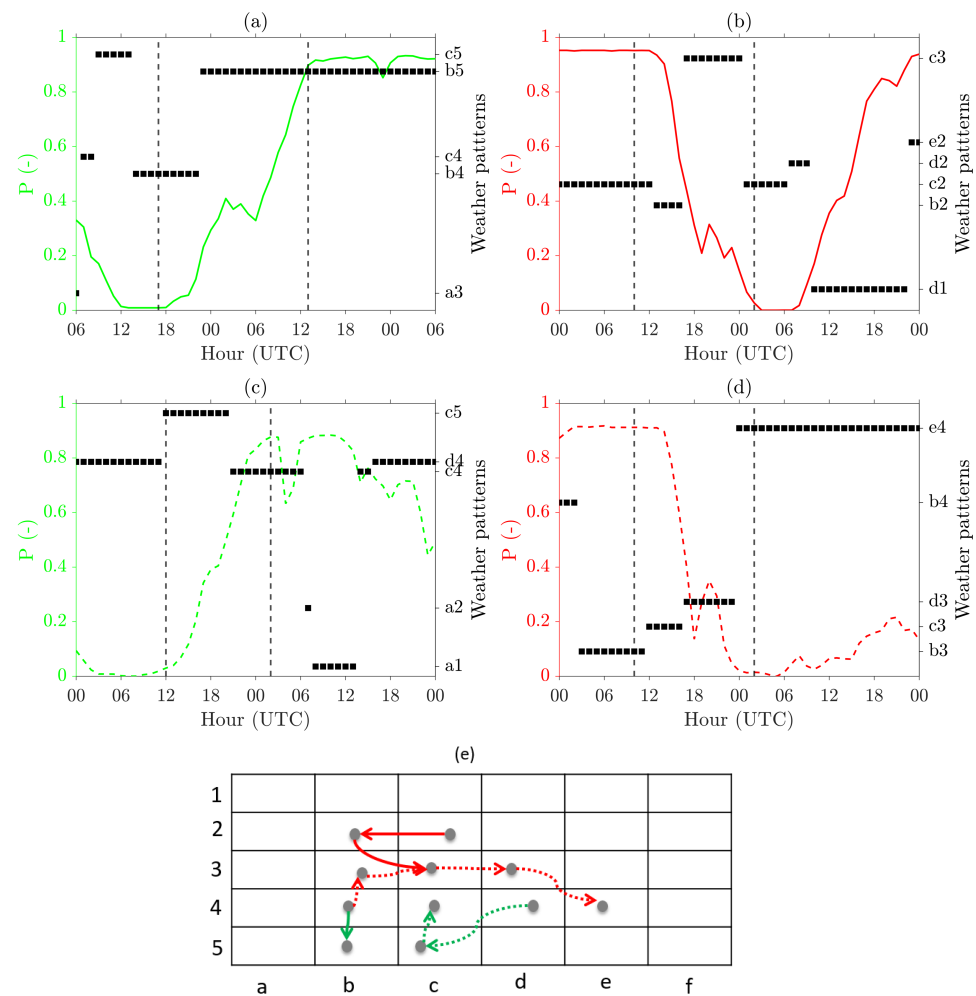 (a)
1
0.8
0.6
0.4
0.2
0
P (-)
c5
b5
c4
b4
a3
Weather pattterns
06 12 18 00 06 12 18 00 06
Hour (UTC)
(b)
1
0.8
0.6
0.4
0.2
0
P (-)
c3
e2
d2
c2
b2
d1
Weather pattterns
00 06 12 18 00 06 12 18 00
Hour (UTC)
(c)
1
0.8
0.6
0.4
0.2
0
P (-)
c5
d4
c4
a2
a1
Weather pattterns
00 06 12 18 00 06 12 18 00
Hour (UTC)
(d)
1
0.8
0.6
0.4
0.2
0
P (-)
e4
b4
d3
c3
b3
Weather pattterns
00 06 12 18 00 06 12 18 00
Hour (UTC)
(e)
1
2
3
4
5
a b c d e f